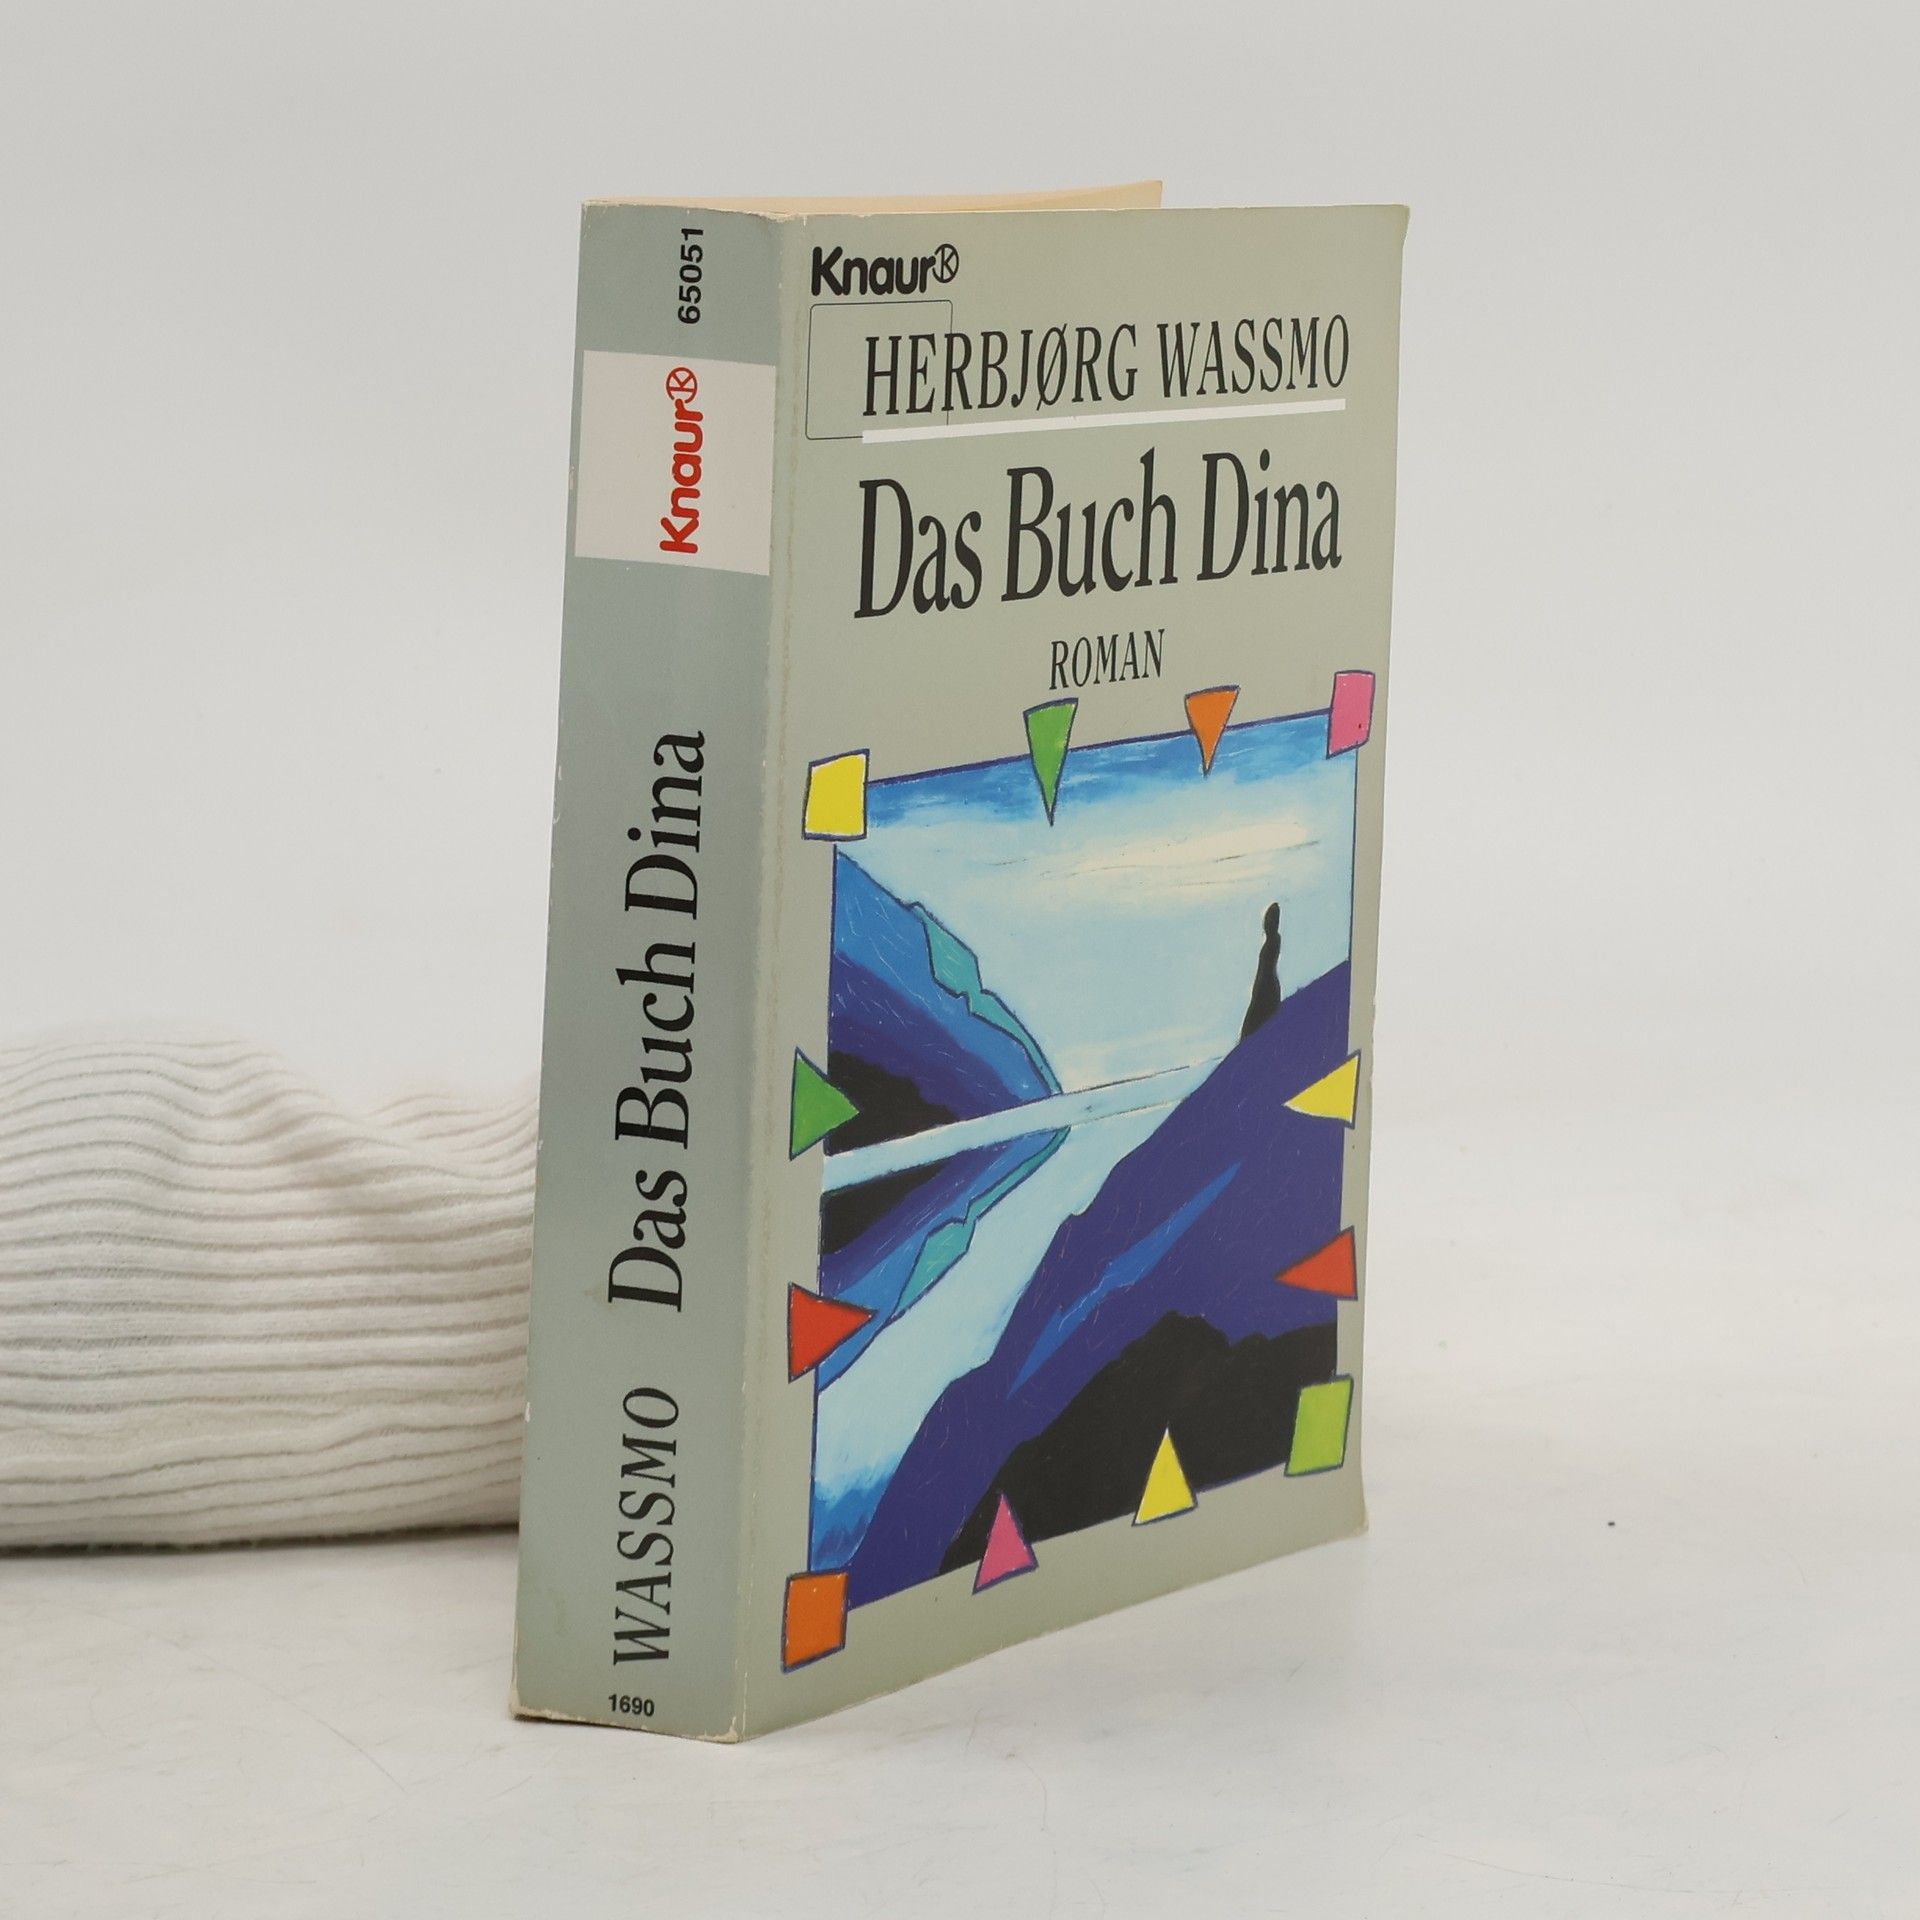 65051
Knaur
Das Buch Dina
WASSMO
1690
Knaur
HERBJØRG WASSMO
Das Buch Dina
ROMAN